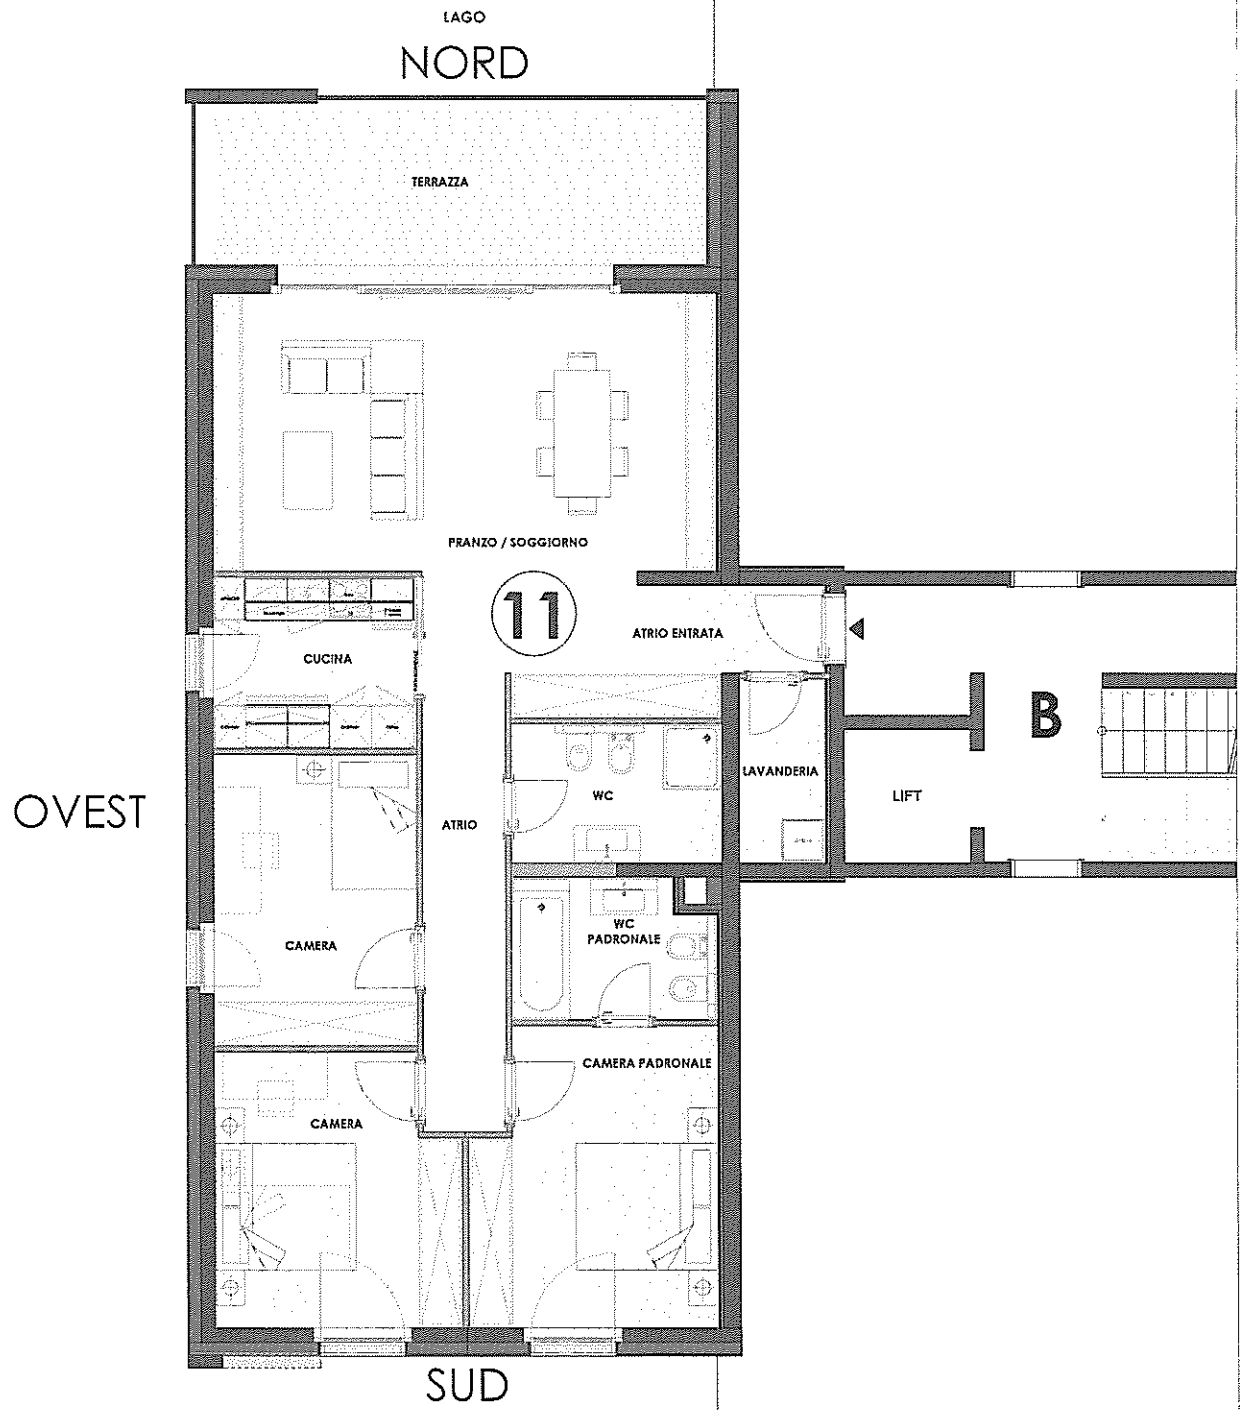 LAGO
NORD
TERRAZZA
PRANZO / SOGGIORNO
11
ATRIO ENTRATA
CUCINA
B
LAVANDERIA
WC
LIFT
OVEST
ATRIO
WC
PADRONALE
CAMERA
CAMERA PADRONALE
CAMERA
SUD